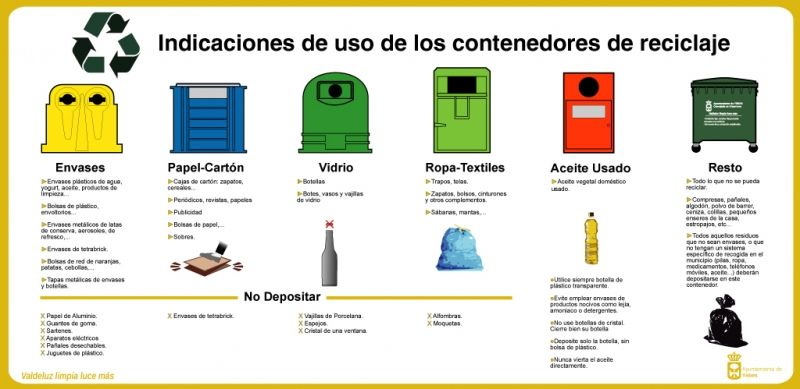 Indicaciones de uso de los contenedores de reciclaje
Envases
➤Envases plásticos de agua,
yogurt, aceite, productos de
limpieza....
➤Bolsas de plástico,
envoltorios...
➤Envases metálicos de latas
de conserva, aerosoles, de
refresco,...
➤Envases de tetrabrick.
➤Bolsas de red de naranjas,
patatas, cebollas,...
➤Tapas metálicas de envases
y botellas.
Papel-Cartón
➤Cajas de cartón: zapatos,
cereales...
➤Periódicos, revistas, papeles
➤Publicidad
➤Bolsas de papel,...
➤Sobres.
Vidrio
➤Botellas
➤Botes, vasos y vajillas
de vidrio
Ropa-Textiles
➤Trapos, telas.
➤Zapatos, bolsos, cinturones
y otros complementos.
➤Sábanas, mantas,...
Aceite Usado
➤Aceite vegetal doméstico
usado.
●Utilice siempre botella de
plástico transparente.
●Evite emplear envases de
productos nocivos como lejía,
amoniaco o detergentes.
●No use botellas de cristal.
Cierre bien su botella
●Deposite solo la botella, sin
bolsa de plástico.
●Nunca vierta el aceite
directamente.
Resto
➤Todo lo que no se pueda
reciclar.
➤Compresas, pañales,
algodón, polvo de barrer,
ceniza, colillas, pequeños
enseres de la casa,
estropajos, etc...
➤Todos aquellos residuos
que no sean envases, o que
no tengan un sistema
específico de recogida en el
municipio (pilas, ropa,
medicamentos, teléfonos
móviles, aceite,...) deberán
depositarse en este
contenedor.
No Depositar
X Papel de Aluminio.
X Guantes de goma.
X Sartenes.
X Aparatos eléctricos
X Pañales desechables.
X Juguetes de plástico.
X Envases de tetrabrick.
X Vajillas de Porcelana.
X Espejos.
X Cristal de una ventana.
X Alfombras.
X Moquetas.
Valdeluz limpia luce más
Ayuntamiento de
Yebes